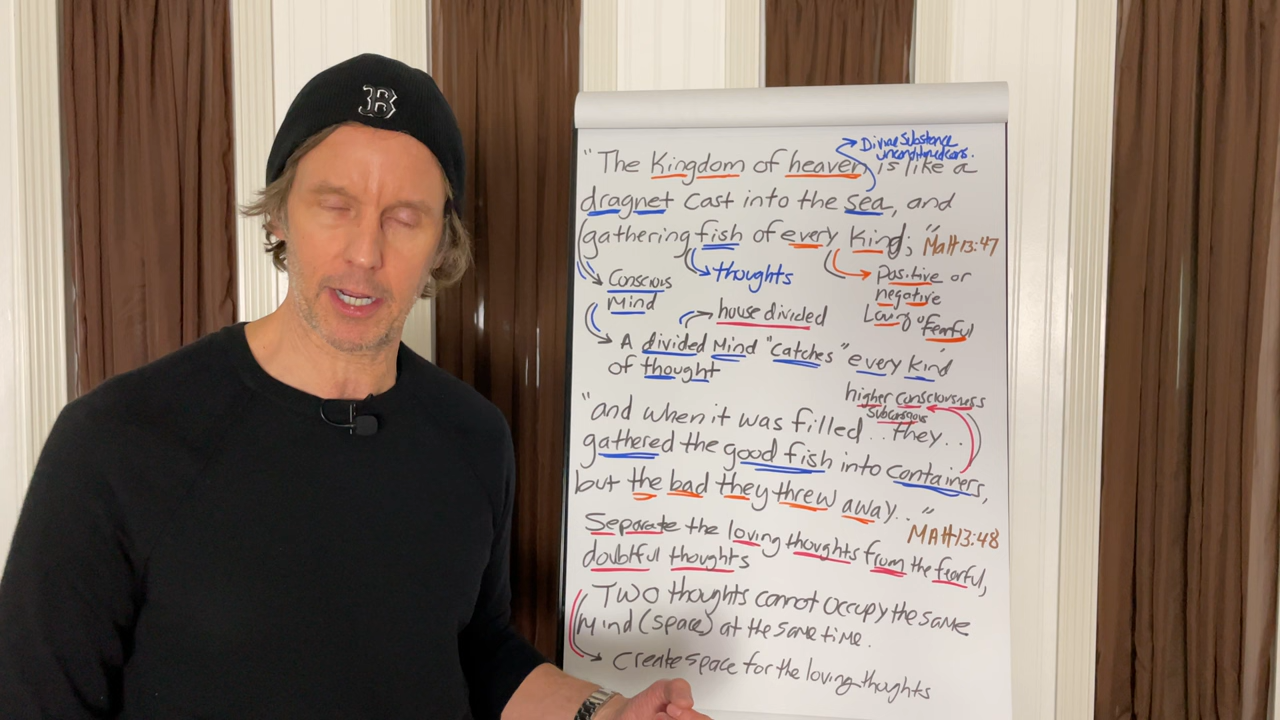 B
Divine Substance
unconditioned cons.
"The Kingdom of heaven is like a
dragnet cast into the sea, and
gathering fish of every kind;" Matt 13:47
Conscious
Mind
thoughts
positive or
negative
Loving or fearful
house divided
A divided Mind "catches" every kind
of thought
higher consciousness
subconscious
"and when it was filled.. they..
gathered the good fish into containers,
but the bad they threw away.."
Matt 13:48
Separate the loving thoughts from the fearful,
doubtful thoughts
Two thoughts cannot occupy the same
Mind (space) at the same time.
Create space for the loving thoughts